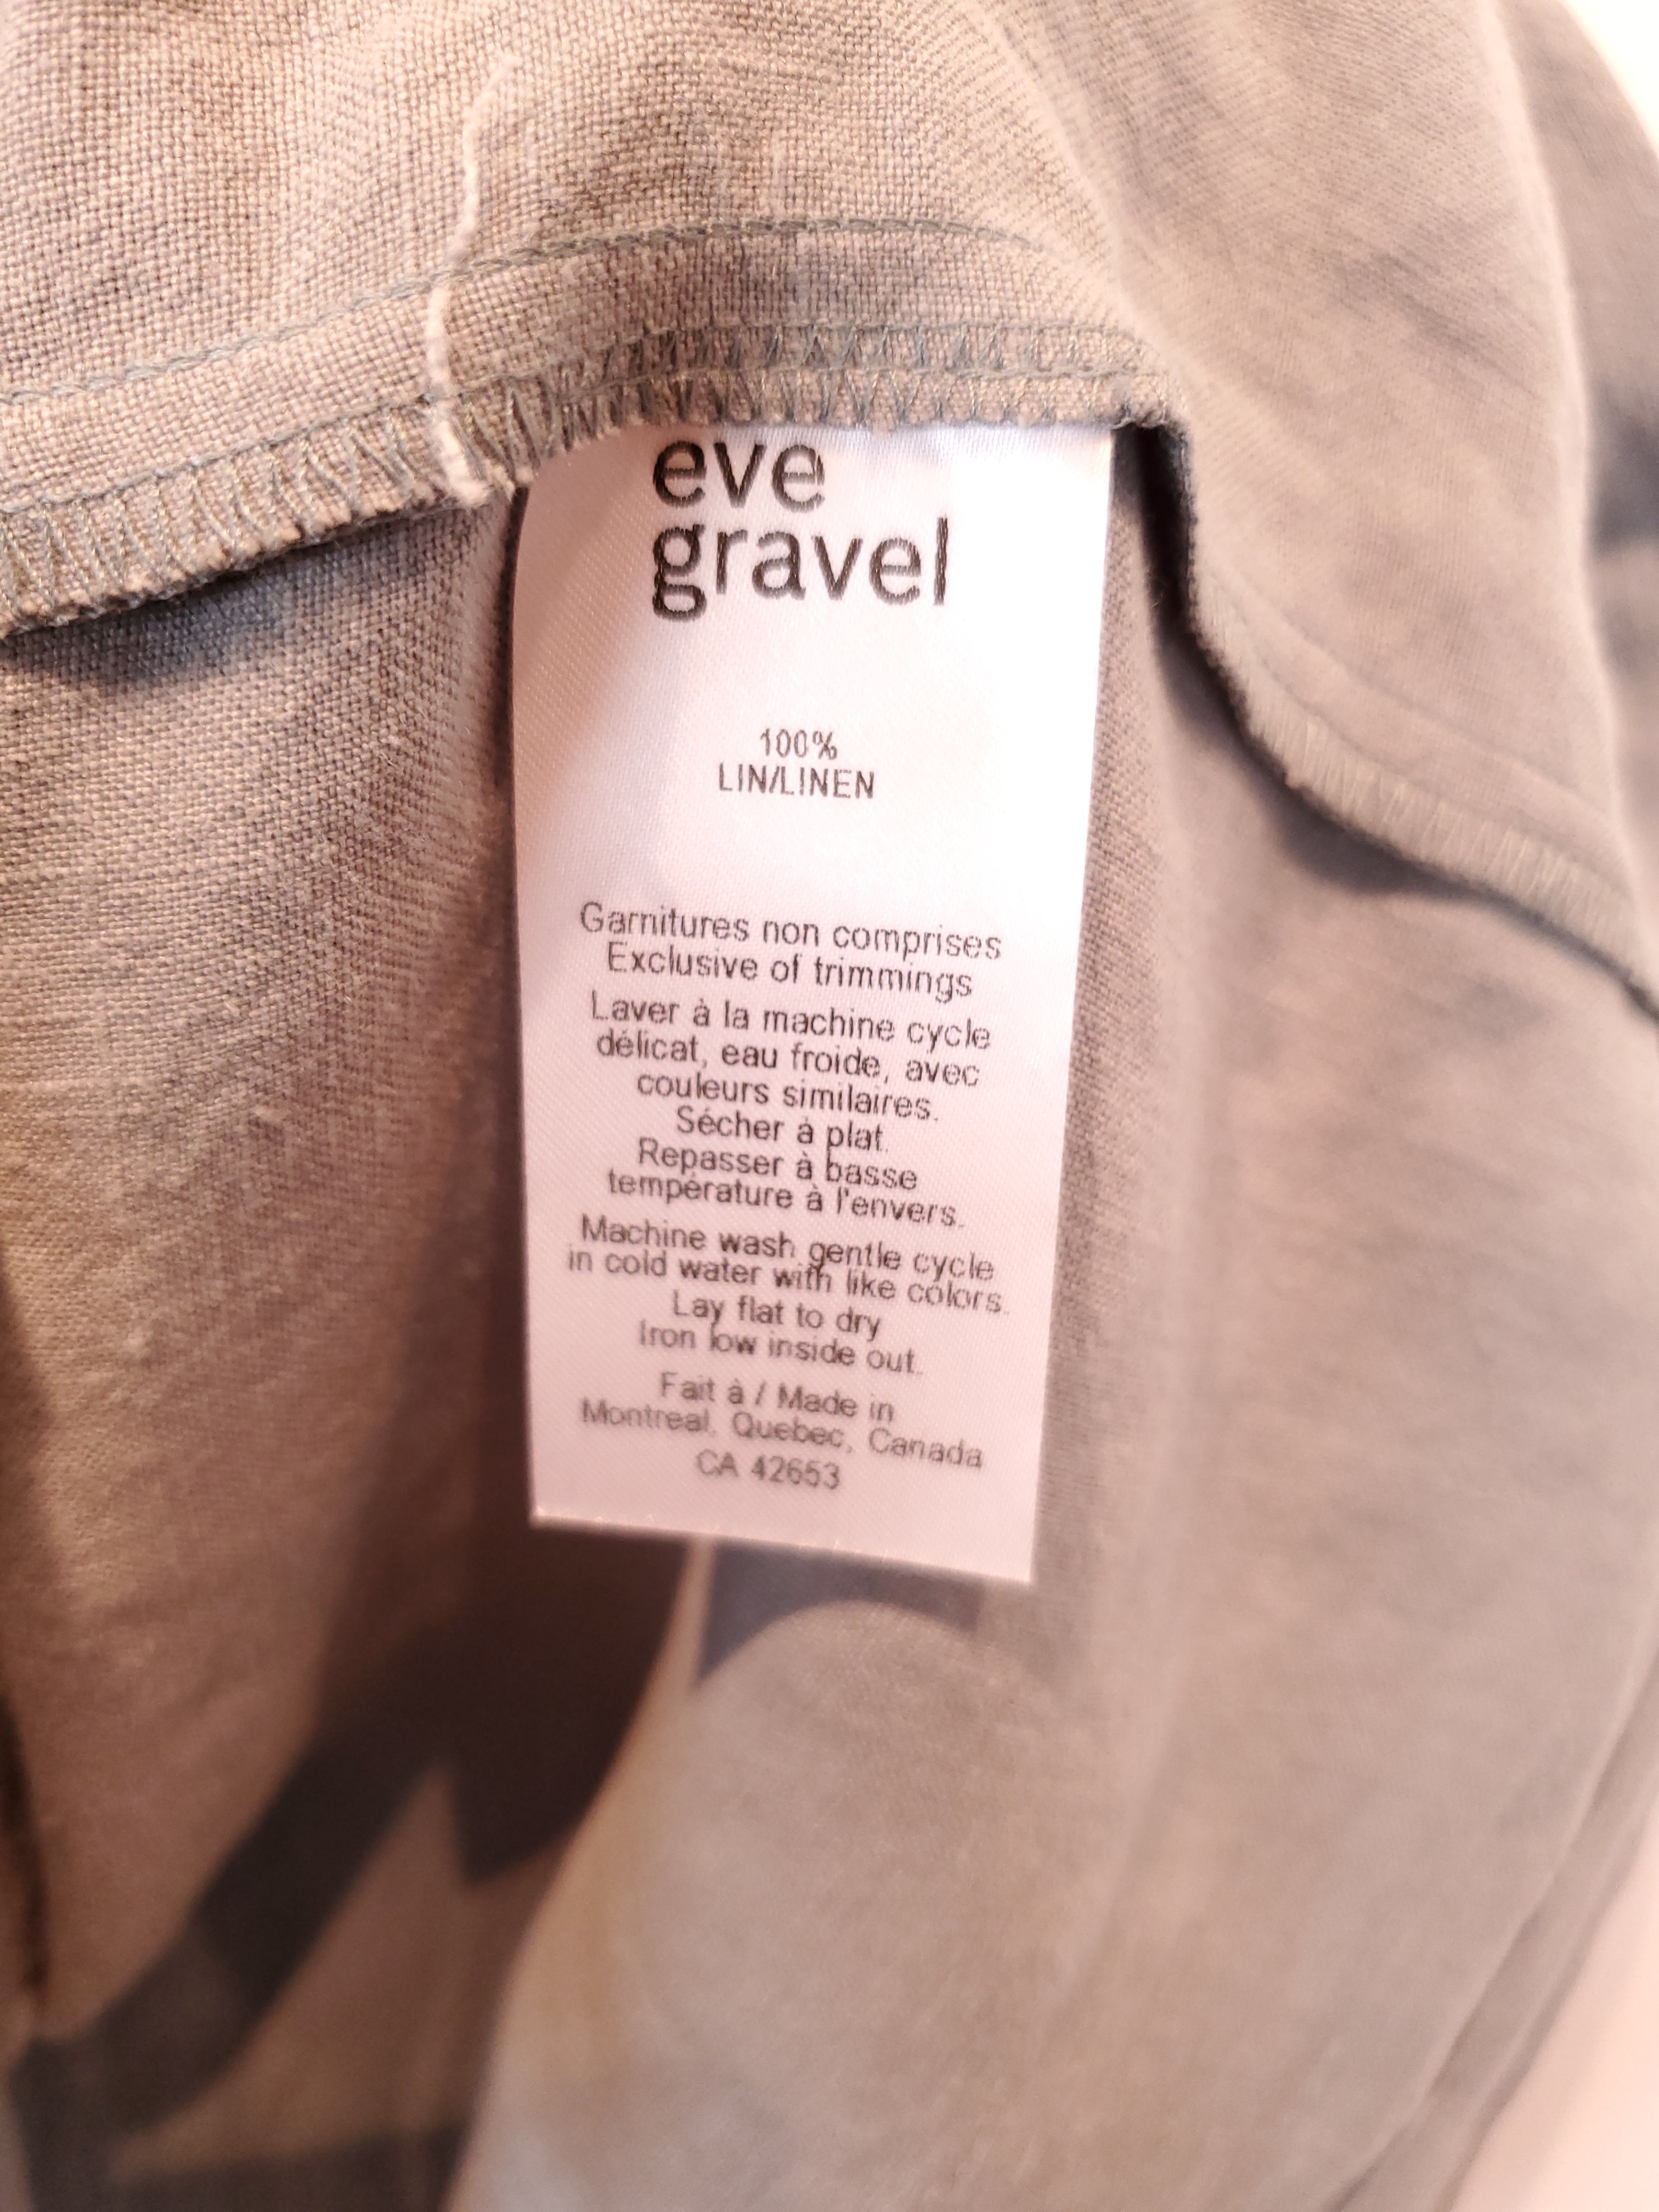 eve
gravel
100%
LIN/LINEN
Garnitures non comprises
Exclusive of trimmings
Laver à la machine cycle
délicat, eau froide, avec
couleurs similaires.
Sécher à plat.
Repasser à basse
température à l'envers.
Machine wash gentle cycle
in cold water with like colors.
Lay flat to dry
Iron low inside out.
Fait à / Made in
Montreal, Quebec, Canada
CA 42653